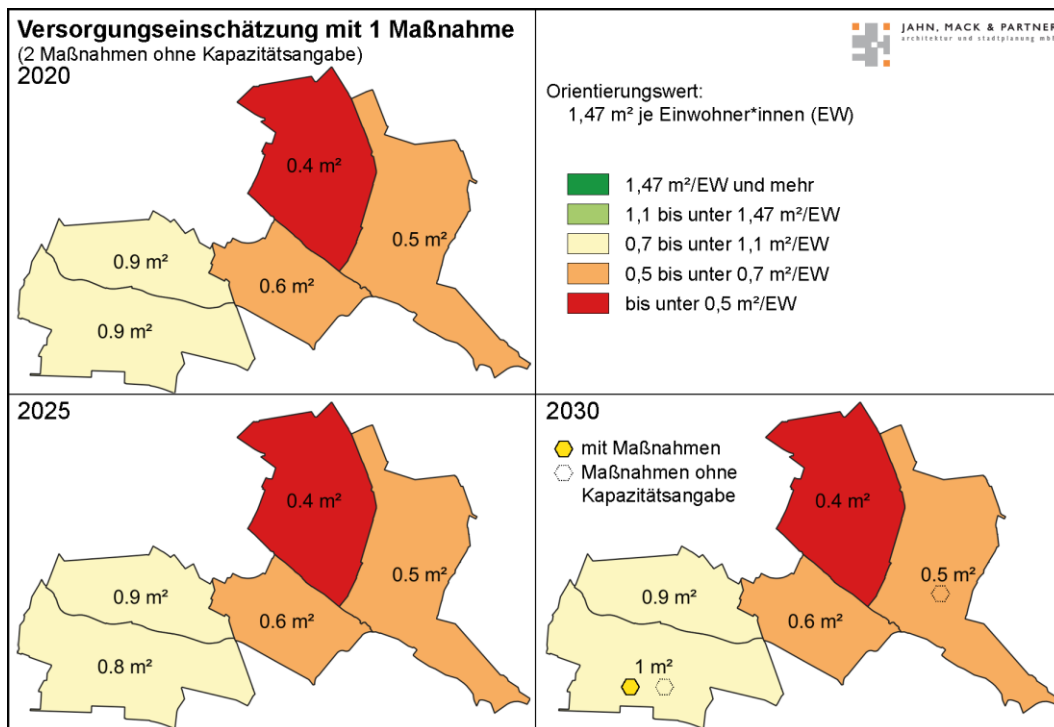 Versorgungseinschätzung mit 1 Maßnahme
(2 Maßnahmen ohne Kapazitätsangabe)
2020
0.4 m²
0.5 m²
0.9 m²
0.6 m²
0.9 m²
JAHN, MACK & PARTNER
architektur und stadtplanung mbB
Orientierungswert:
1,47 m² je Einwohner*innen (EW)
1,47 m²/EW und mehr
1,1 bis unter 1,47 m²/EW
0,7 bis unter 1,1 m²/EW
0,5 bis unter 0,7 m²/EW
bis unter 0,5 m²/EW
2025
0.4 m²
0.5 m²
0.9 m²
0.6 m²
0.8 m²
2030
mit Maßnahmen
Maßnahmen ohne
Kapazitätsangabe
0.4 m²
0.5 m²
0.9 m²
0.6 m²
1 m²